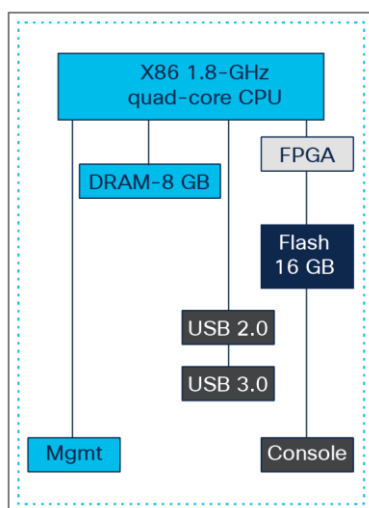 X86 1.8-GHz
quad-core CPU
FPGA
DRAM-8 GB
Flash
16 GB
USB 2.0
USB 3.0
Mgmt
Console